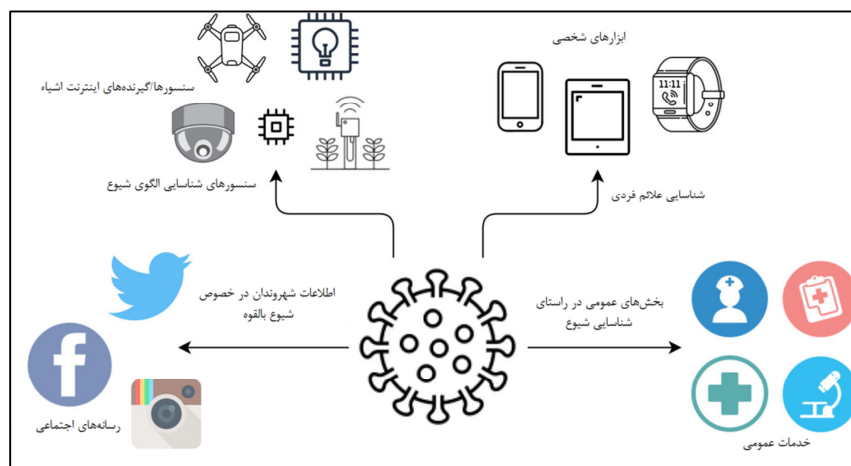 ابزارهای شخصی
سنسورها/گیرنده‌های اینترنت اشیاء
11:11
سنسورهای شناسایی الگوی شیوع
شناسایی علائم فردی
بخش‌های عمومی در راستای
شناسایی شیوع
اطلاعات شهروندان در خصوص
شیوع بالقوه
رسانه‌های اجتماعی
خدمات عمومی